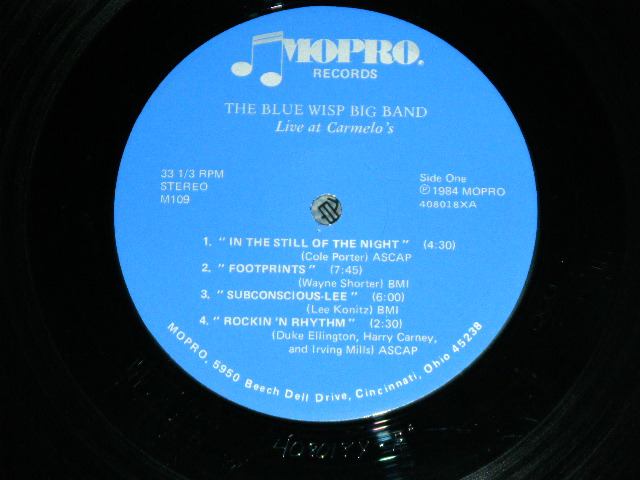 MOPRO.
RECORDS
THE BLUE WISP BIG BAND
Live at Carmelo's
33 1/3 RPM
STEREO
M109
Side One
℗ 1984 MOPRO
408018XA
1. "IN THE STILL OF THE NIGHT" (4:30)
(Cole Porter) ASCAP
2. "FOOTPRINTS" (7:45)
(Wayne Shorter) BMI
3. "SUBCONSCIOUS-LEE" (6:00)
(Lee Konitz) BMI
4. "ROCKIN 'N RHYTHM" (2:30)
(Duke Ellington, Harry Carney,
and Irving Mills) ASCAP
MOPRO, 5950 Beech Dell Drive, Cincinnati, Ohio 45238